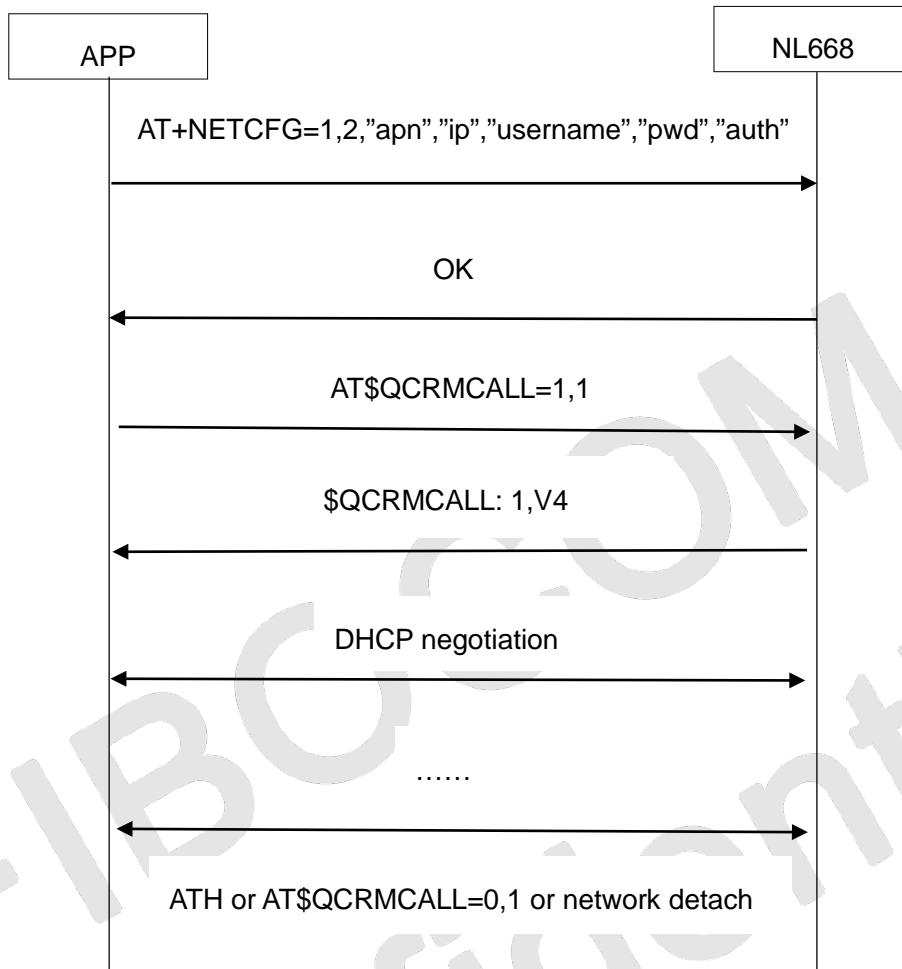 APP
NL668
AT+NETCFG=1,2,”apn”,”ip”,”username”,”pwd”,”auth”
OK
AT$QCRMCALL=1,1
$QCRMCALL: 1,V4
DHCP negotiation
……
ATH or AT$QCRMCALL=0,1 or network detach